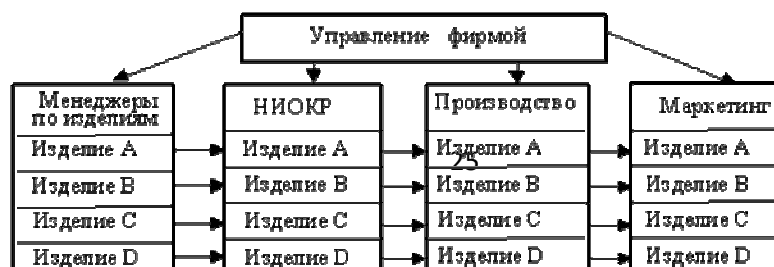 Управление фирмой
Менеджеры
по изделиям
НИОКР
Производство
Маркетинг
Изделие А
Изделие А
Изделие А
25
Изделие А
Изделие В
Изделие В
Изделие В
Изделие В
Изделие С
Изделие С
Изделие С
Изделие С
Изделие D
Изделие D
Изделие D
Изделие D